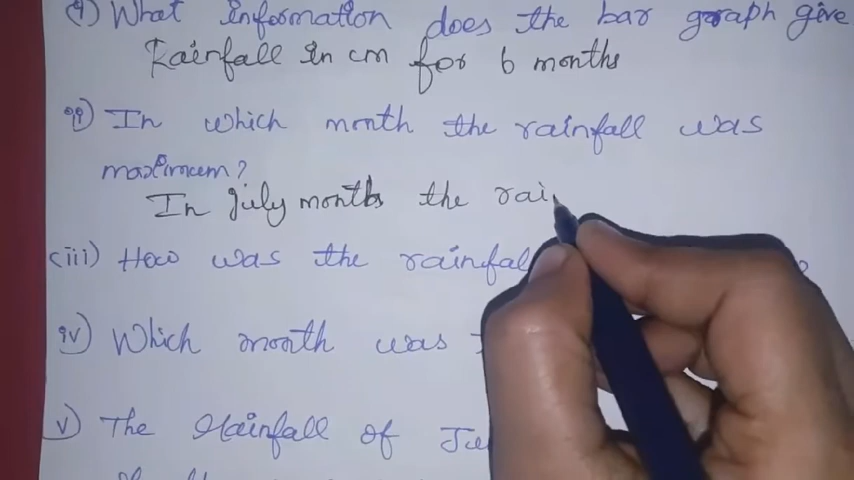 (i) What information does the bar graph give
Rainfall in cm for 6 months
ii) In which month the rainfall was
maximum?
In july months the rai
(iii) How was the rainfal
iv) Which month was
v) The Rainfall of Ju